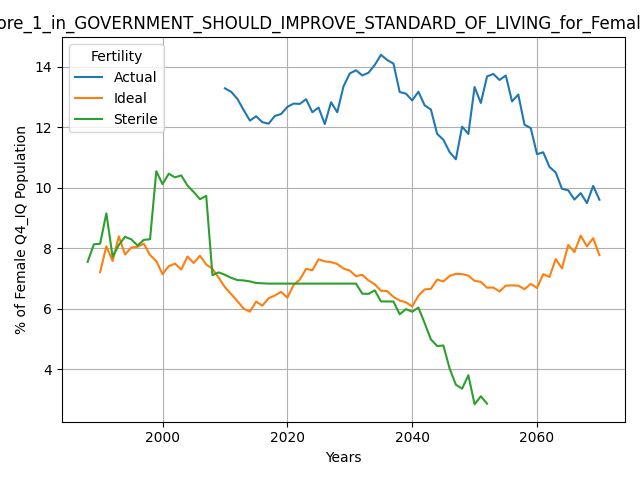 ore_1_in_GOVERNMENT_SHOULD_IMPROVE_STANDARD_OF_LIVING_for_Femal
Fertility
Actual
Ideal
Sterile
% of Female Q4_IQ Population
14
12
10
8
6
4
2000
2020
2040
2060
Years